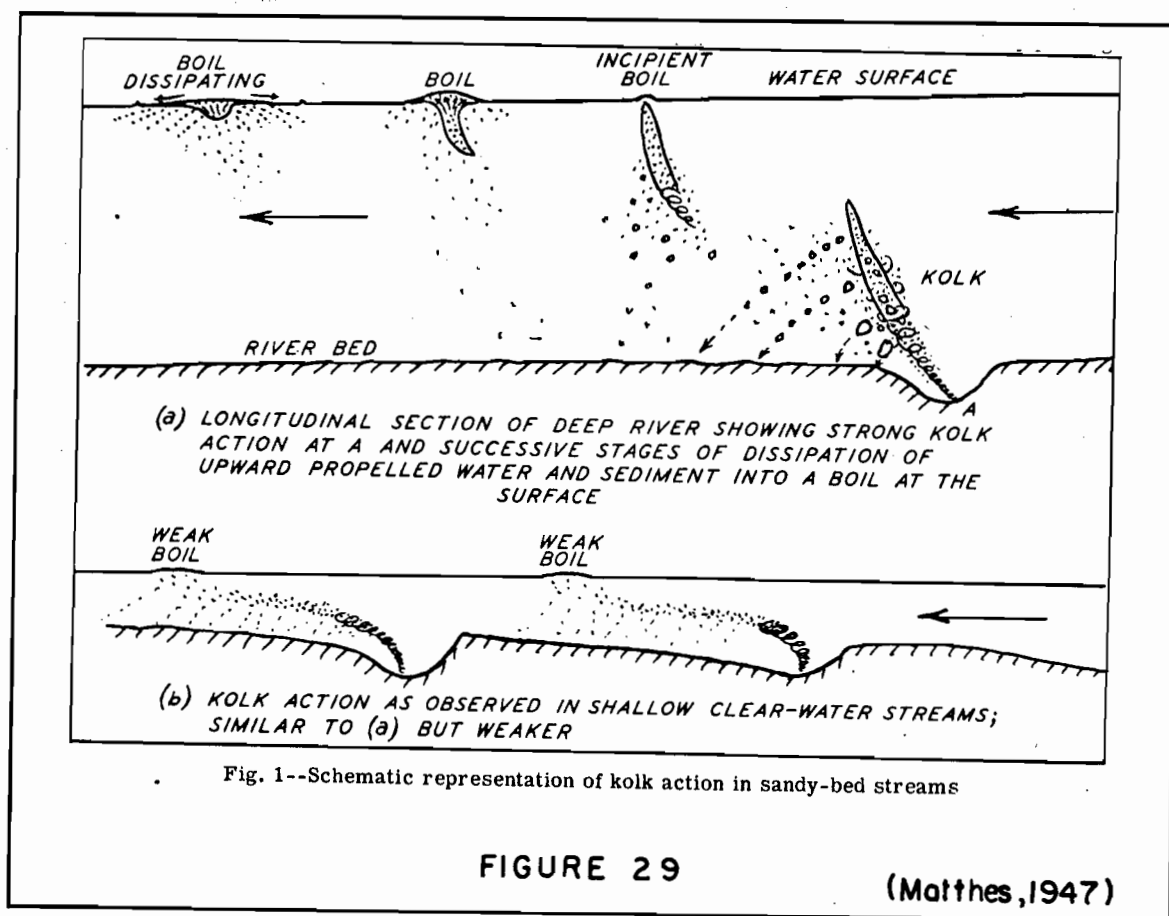 BOIL
DISSIPATING
BOIL
INCIPIENT
BOIL
WATER SURFACE
KOLK
RIVER BED
A
(a) LONGITUDINAL SECTION OF DEEP RIVER SHOWING STRONG KOLK
ACTION AT A AND SUCCESSIVE STAGES OF DISSIPATION OF
UPWARD PROPELLED WATER AND SEDIMENT INTO A BOIL AT THE
SURFACE
WEAK
BOIL
WEAK
BOIL
(b) KOLK ACTION AS OBSERVED IN SHALLOW CLEAR-WATER STREAMS;
SIMILAR TO (a) BUT WEAKER
Fig. 1--Schematic representation of kolk action in sandy-bed streams
FIGURE 29
(Matthes,1947)